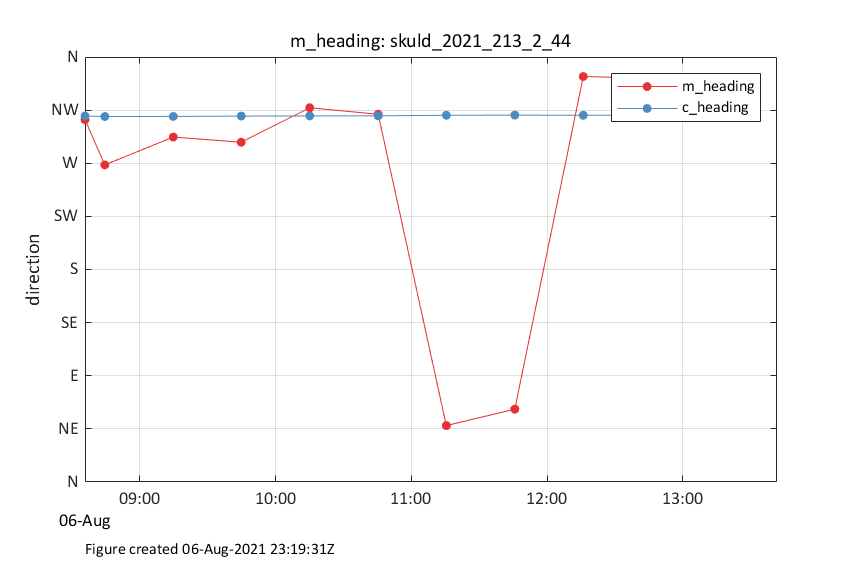 m_heading: skuld_2021_213_2_44
N
NW
W
SW
S
SE
E
NE
N
direction
m_heading
c_heading
09:00 10:00 11:00 12:00 13:00
06-Aug
Figure created 06-Aug-2021 23:19:31Z